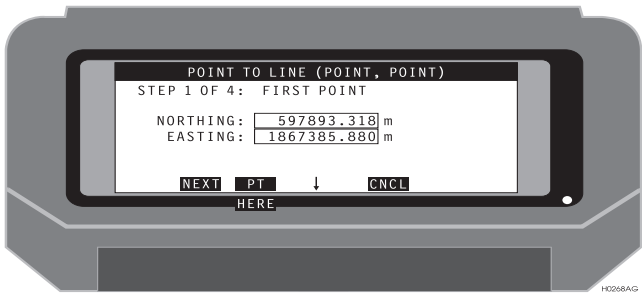 POINT TO LINE (POINT, POINT)
STEP 1 OF 4: FIRST POINT
NORTHING: 597893.318 m
EASTING: 1867385.880 m
NEXT PT ↓ CNCL
HERE
H0268AG